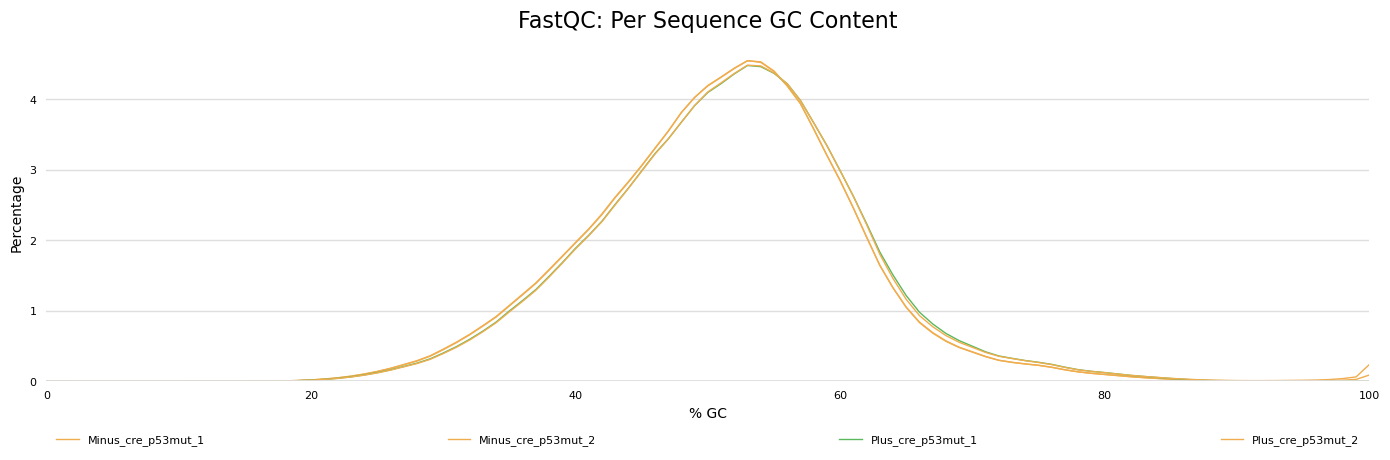 FastQC: Per Sequence GC Content
Percentage
4
3
2
1
0
0 20 40 60 80 100
% GC
Minus_cre_p53mut_1 Minus_cre_p53mut_2 Plus_cre_p53mut_1 Plus_cre_p53mut_2